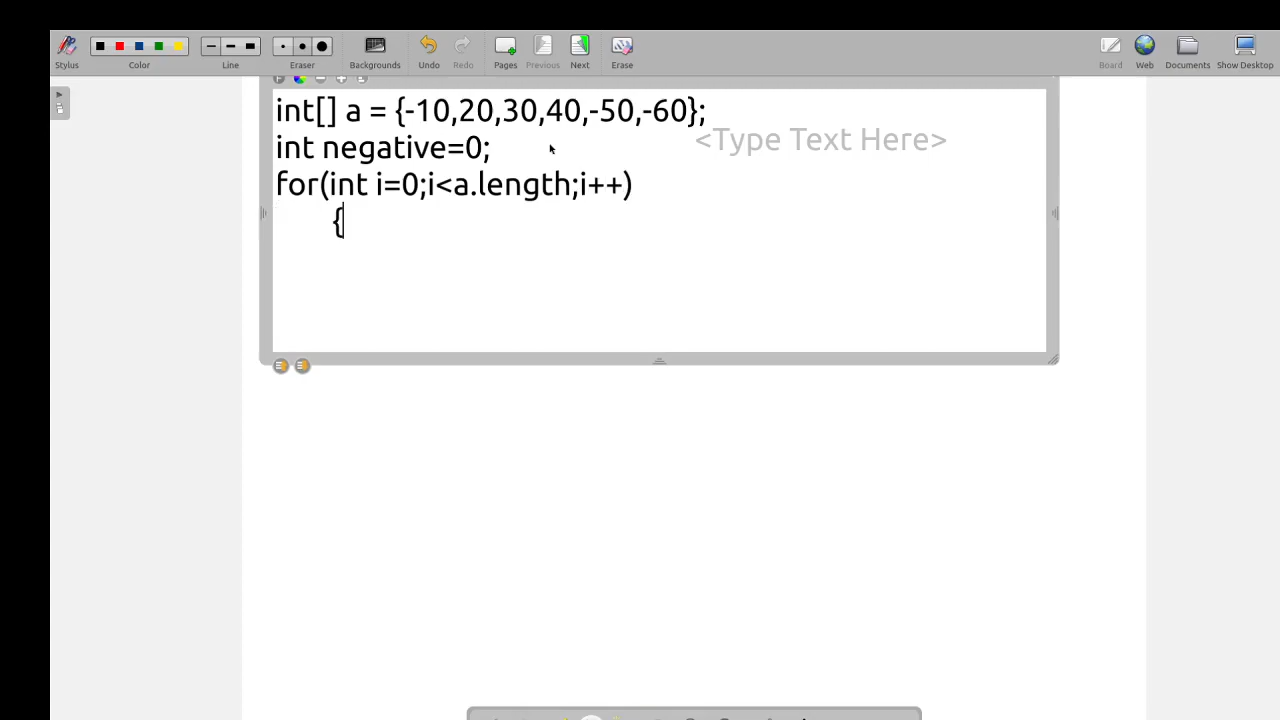 Stylus
Color
Line
Eraser
Backgrounds
Undo
Redo
Pages
Previous
Next
Erase
Board
Web
Documents
Show Desktop
int[] a = {-10,20,30,40,-50,-60};
<Type Text Here>
int negative=0;
for(int i=0;i<a.length;i++)
{